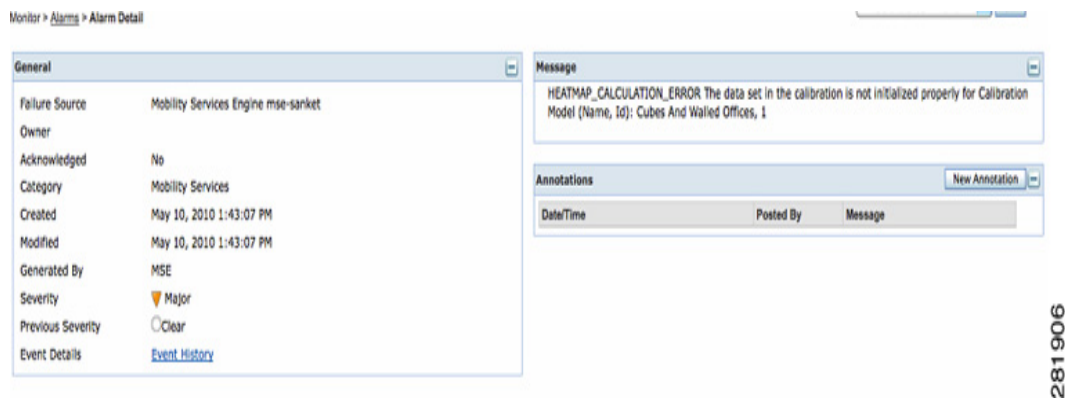 Monitor > Alarms > Alarm Detail
General
Failure Source Mobility Services Engine mse-sanket
Owner
Acknowledged No
Category Mobility Services
Created May 10, 2010 1:43:07 PM
Modified May 10, 2010 1:43:07 PM
Generated By MSE
Severity Major
Previous Severity Clear
Event Details Event History
Message
HEATMAP_CALCULATION_ERROR The data set in the calibration is not initialized properly for Calibration
Model (Name, Id): Cubes And Walled Offices, 1
Annotations New Annotation
Date/Time Posted By Message
281906